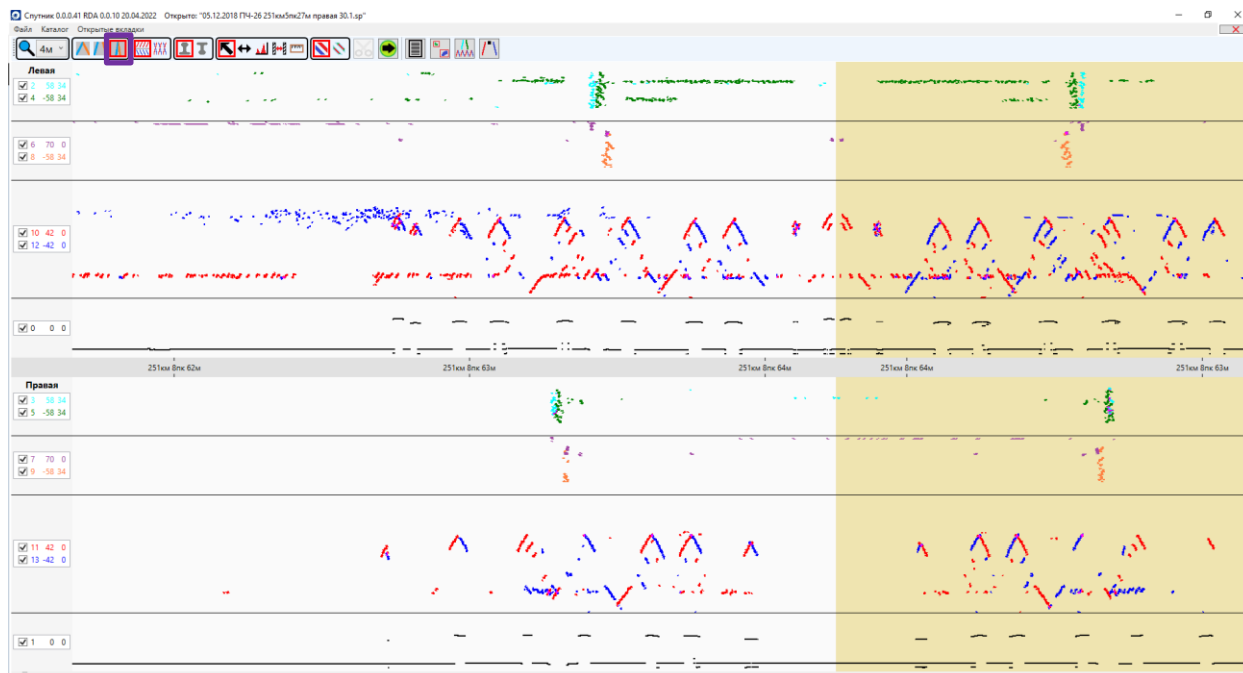 Спутник 0.0.0.41 RDA 0.0.10 20.04.2022 Открыто: "05.12.2018 ПЧ-26 251км5пк27м правая 30.1.sp"
Файл Каталог Открытые вкладки
4м
Левая
2 58 34
4 -58 34
6 70 0
8 -58 34
10 42 0
12 -42 0
0 0 0
251км 8пк 62м 251км 8пк 63м 251км 8пк 64м 251км 8пк 64м 251км 8пк 63м
Правая
3 58 34
5 -58 34
7 70 0
9 -58 34
11 42 0
13 -42 0
1 0 0